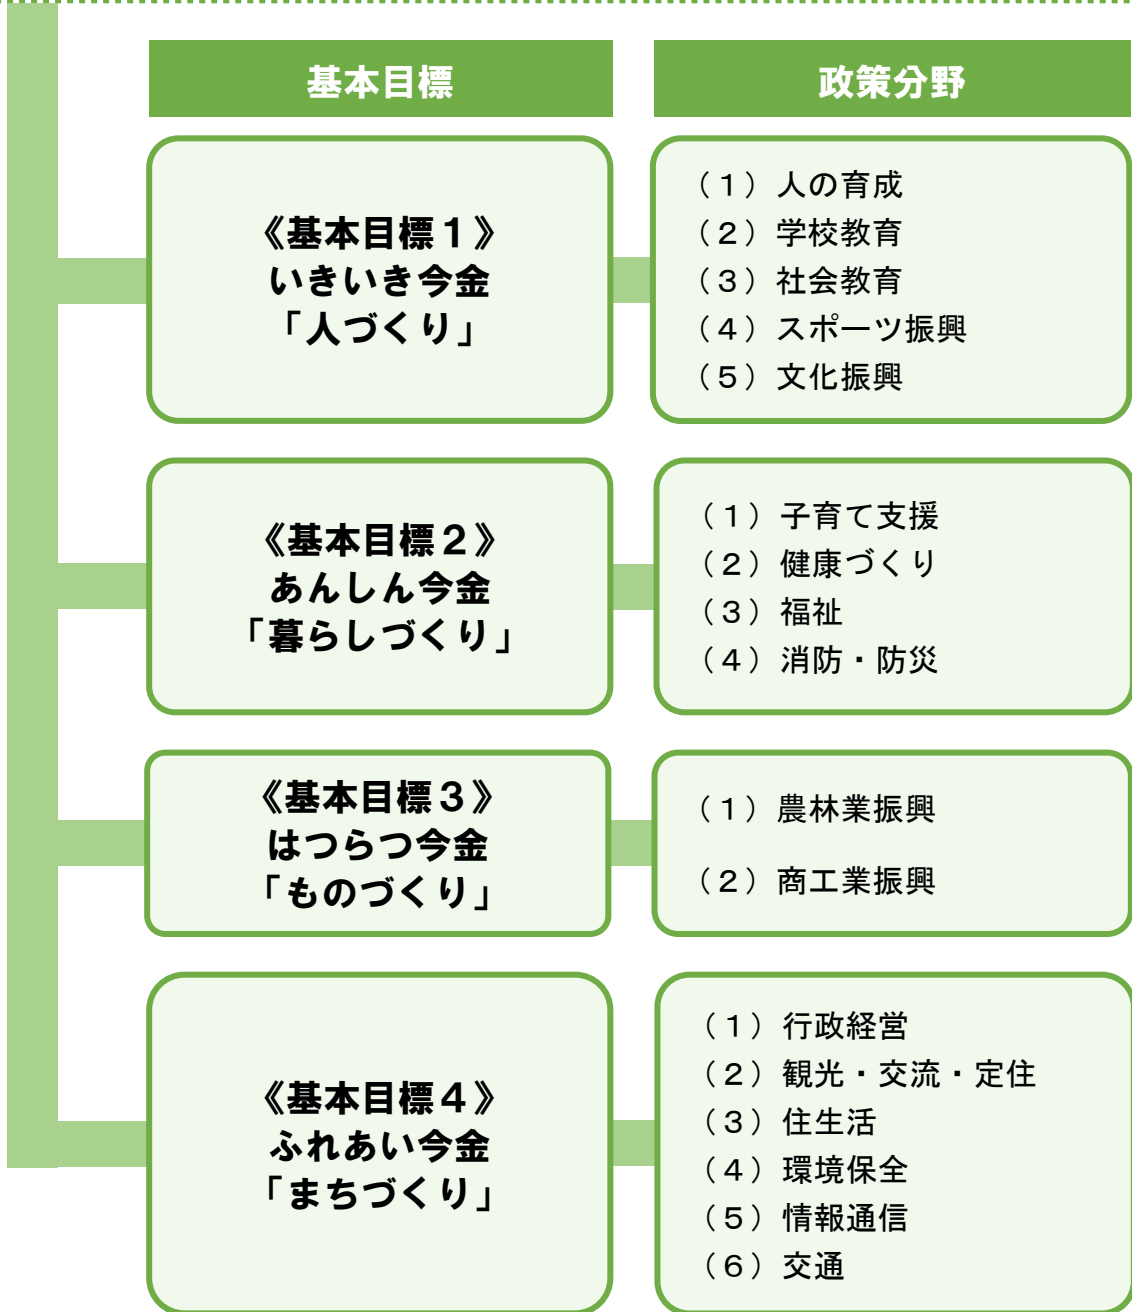 基本目標
政策分野
《基本目標１》
いきいき今金
「人づくり」
（１）人の育成
（２）学校教育
（３）社会教育
（４）スポーツ振興
（５）文化振興
《基本目標２》
あんしん今金
「暮らしづくり」
（１）子育て支援
（２）健康づくり
（３）福祉
（４）消防・防災
《基本目標３》
はつらつ今金
「ものづくり」
（１）農林業振興
（２）商工業振興
《基本目標４》
ふれあい今金
「まちづくり」
（１）行政経営
（２）観光・交流・定住
（３）住生活
（４）環境保全
（５）情報通信
（６）交通